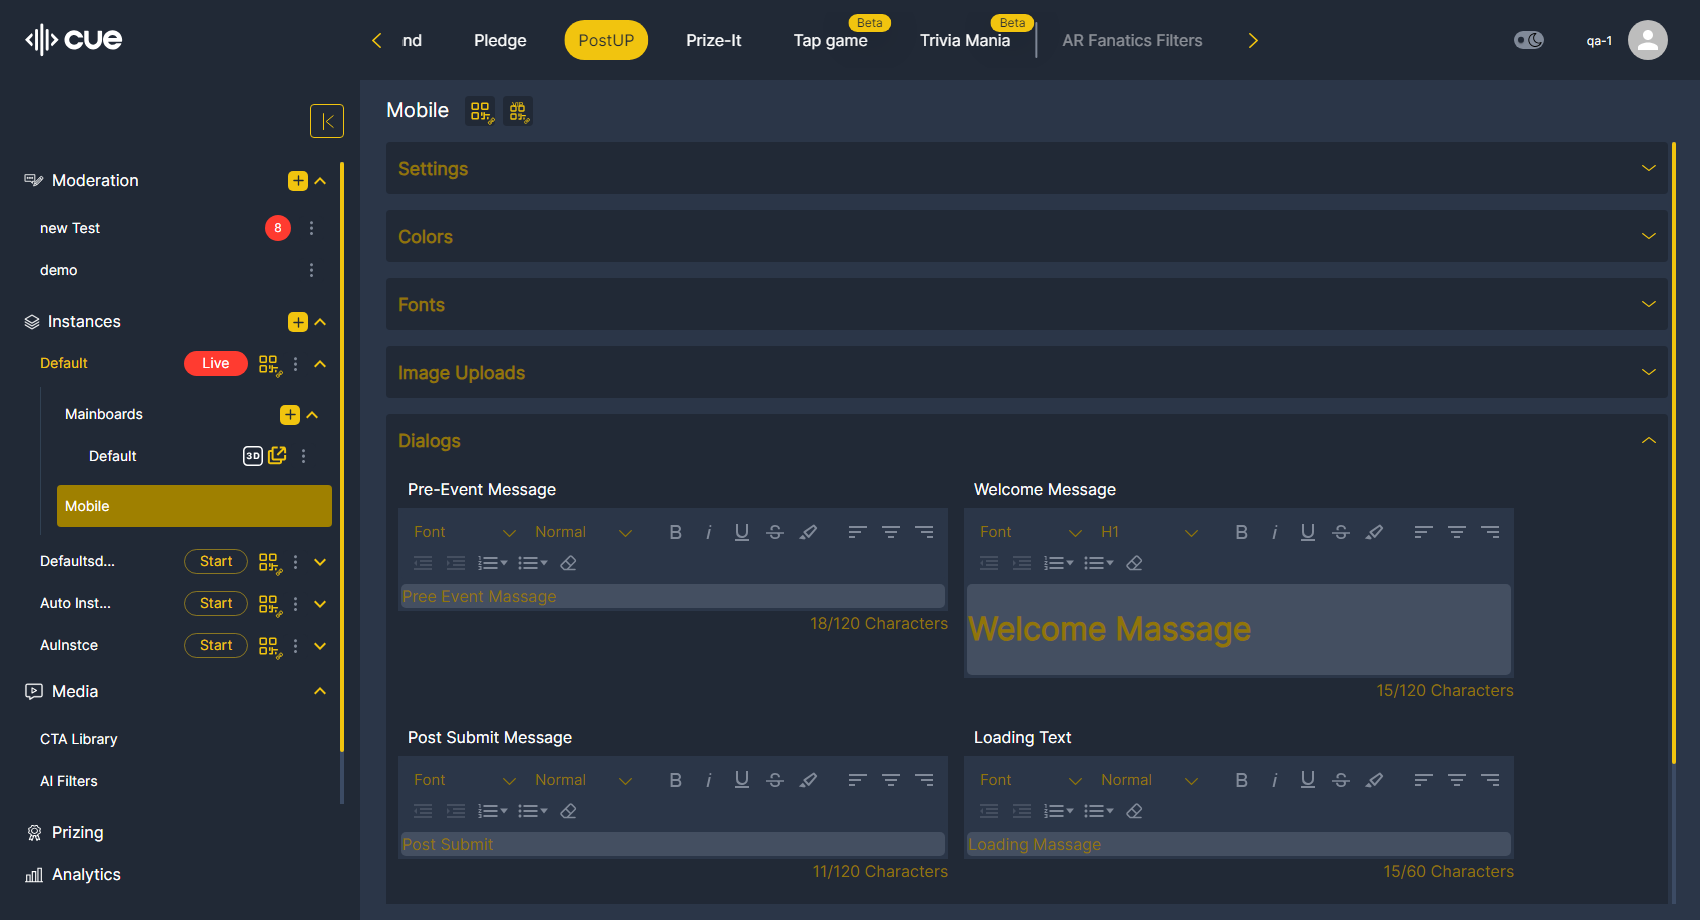 cue
nd
Pledge
PostUP
Prize-It
Tap game
Beta
Trivia Mania
Beta
AR Fanatics Filters
qa-1
Moderation
new Test
8
demo
Instances
Default
Live
Mainboards
Default
3D
Mobile
Defaultsd...
Start
Auto Inst...
Start
AuInstce
Start
Media
CTA Library
AI Filters
Prizing
Analytics
Mobile
Settings
Colors
Fonts
Image Uploads
Dialogs
Pre-Event Message
Font
Normal
Pree Event Massage
18/120 Characters
Welcome Message
Font
H1
Welcome Massage
15/120 Characters
Post Submit Message
Font
Normal
Post Submit
11/120 Characters
Loading Text
Font
Normal
Loading Massage
15/60 Characters